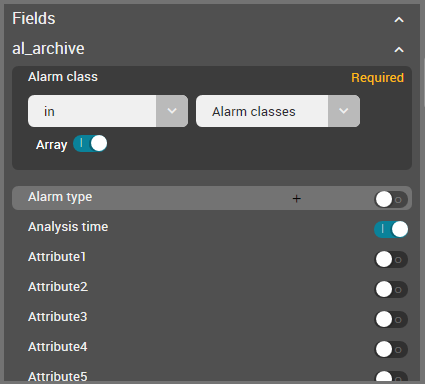 Fields
al_archive
Alarm class Required
in Alarm classes
Array
Alarm type +
Analysis time
Attribute1
Attribute2
Attribute3
Attribute4
Attribute5